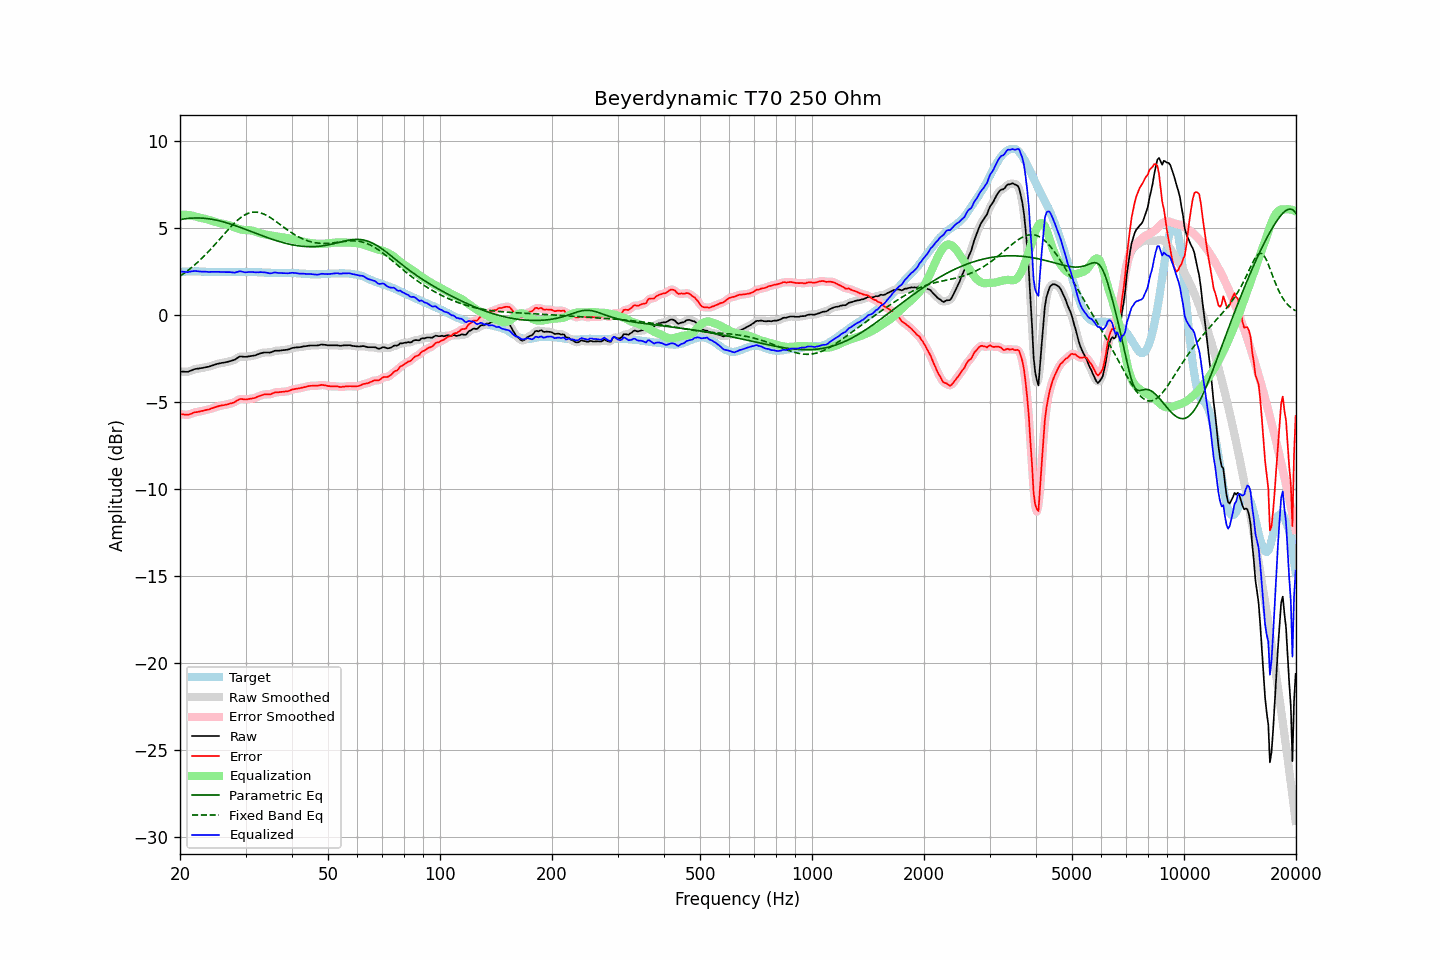 Beyerdynamic T70 250 Ohm
Amplitude (dBr)
10
5
0
−5
−10
−15
−20
−25
−30
Target
Raw Smoothed
Error Smoothed
Raw
Error
Equalization
Parametric Eq
Fixed Band Eq
Equalized
20 50 100 200 500 1000 2000 5000 10000 20000
Frequency (Hz)